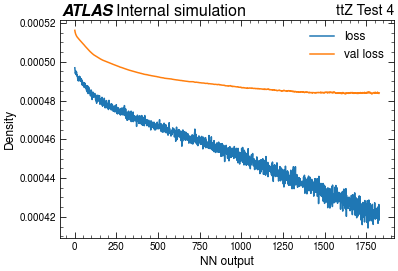 ATLAS Internal simulation
ttZ Test 4
loss
val loss
Density
0.00052
0.00050
0.00048
0.00046
0.00044
0.00042
0 250 500 750 1000 1250 1500 1750
NN output